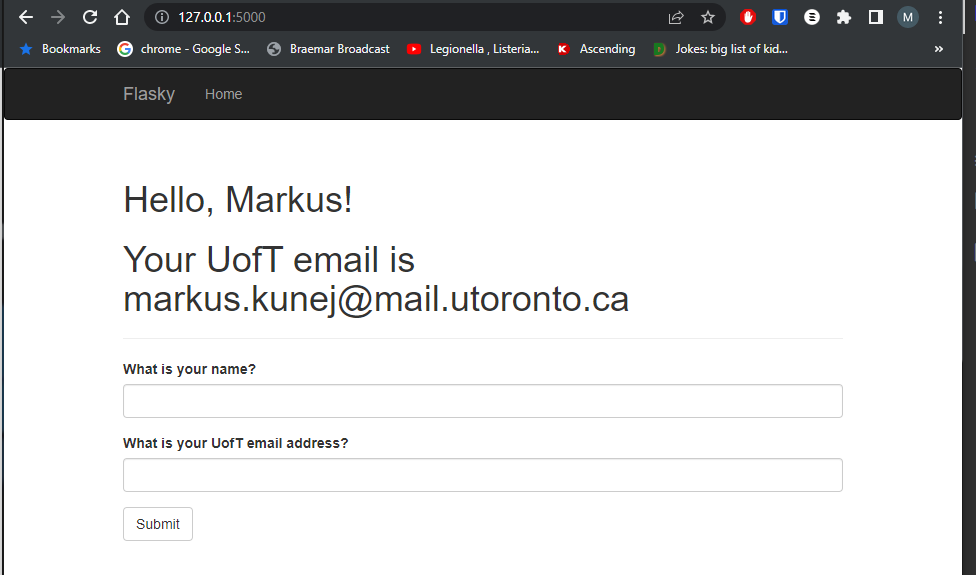 127.0.0.1:5000
M
Bookmarks
chrome - Google S...
Braemar Broadcast
Legionella , Listeria...
Ascending
Jokes: big list of kid...
»
Flasky
Home
Hello, Markus!
Your UofT email is
markus.kunej@mail.utoronto.ca
What is your name?
What is your UofT email address?
Submit